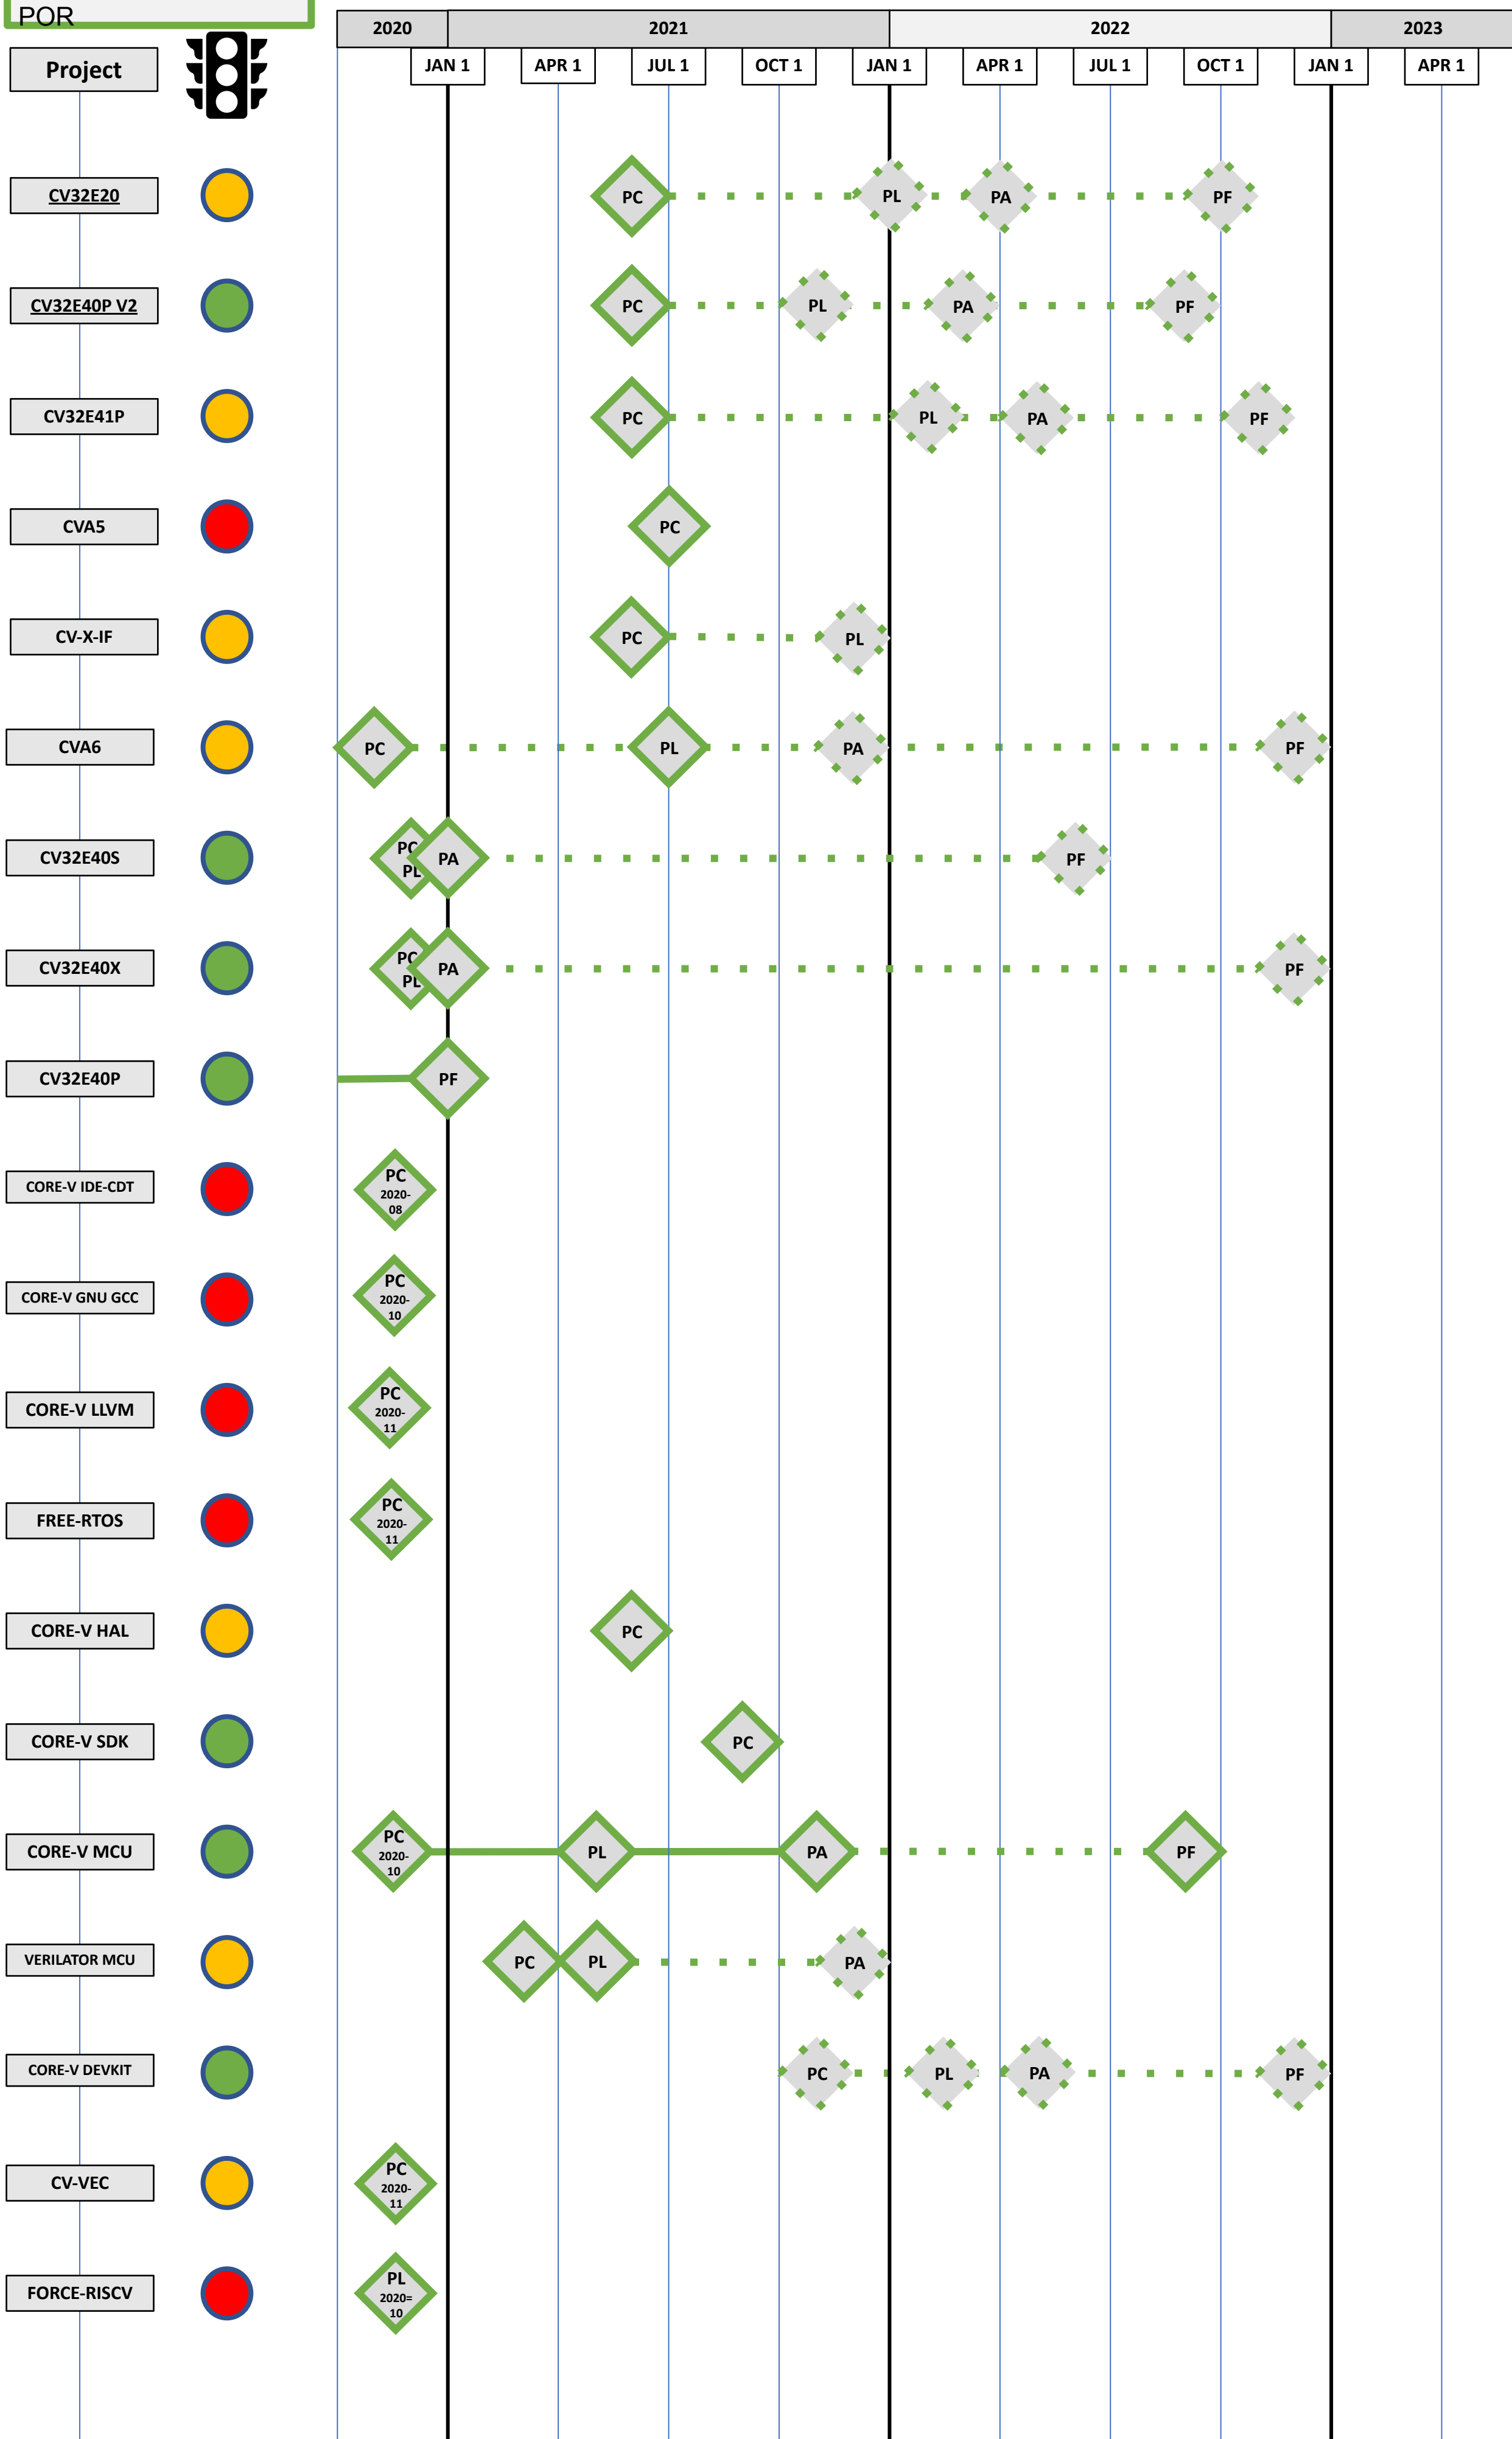 POR
2020 2021 2022 2023
Project
JAN 1 APR 1 JUL 1 OCT 1 JAN 1 APR 1 JUL 1 OCT 1 JAN 1 APR 1
CV32E20 PC PL PA PF
CV32E40P V2 PC PL PA PF
CV32E41P PC PL PA PF
CVA5 PC
CV-X-IF PC PL
CVA6 PC PL PA PF
CV32E40S PC PA PF
PL
CV32E40X PC PA PF
PL
CV32E40P PF
CORE-V IDE-CDT PC
2020-
08
CORE-V GNU GCC PC
2020-
10
CORE-V LLVM PC
2020-
11
FREE-RTOS PC
2020-
11
CORE-V HAL PC
CORE-V SDK PC
CORE-V MCU PC PL PA PF
2020-
10
VERILATOR MCU PC PL PA
CORE-V DEVKIT PC PL PA PF
CV-VEC PC
2020-
11
FORCE-RISCV PL
2020=
10